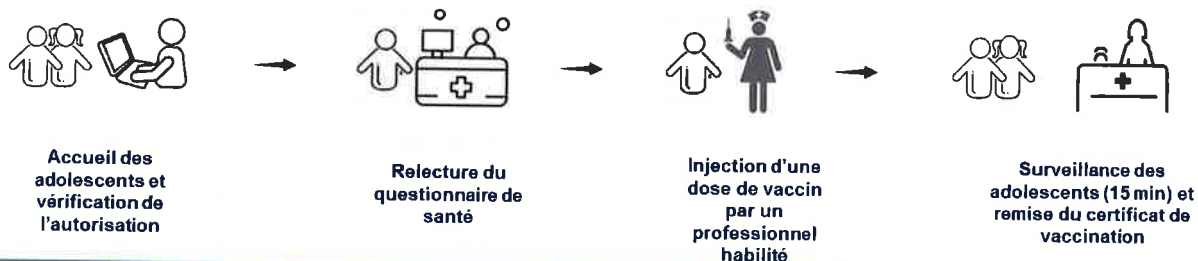 Accueil des
adolescents et
vérification de
l'autorisation
Relecture du
questionnaire de
santé
Injection d'une
dose de vaccin
par un
professionnel
habilité
Surveillance des
adolescents (15 min) et
remise du certificat de
vaccination